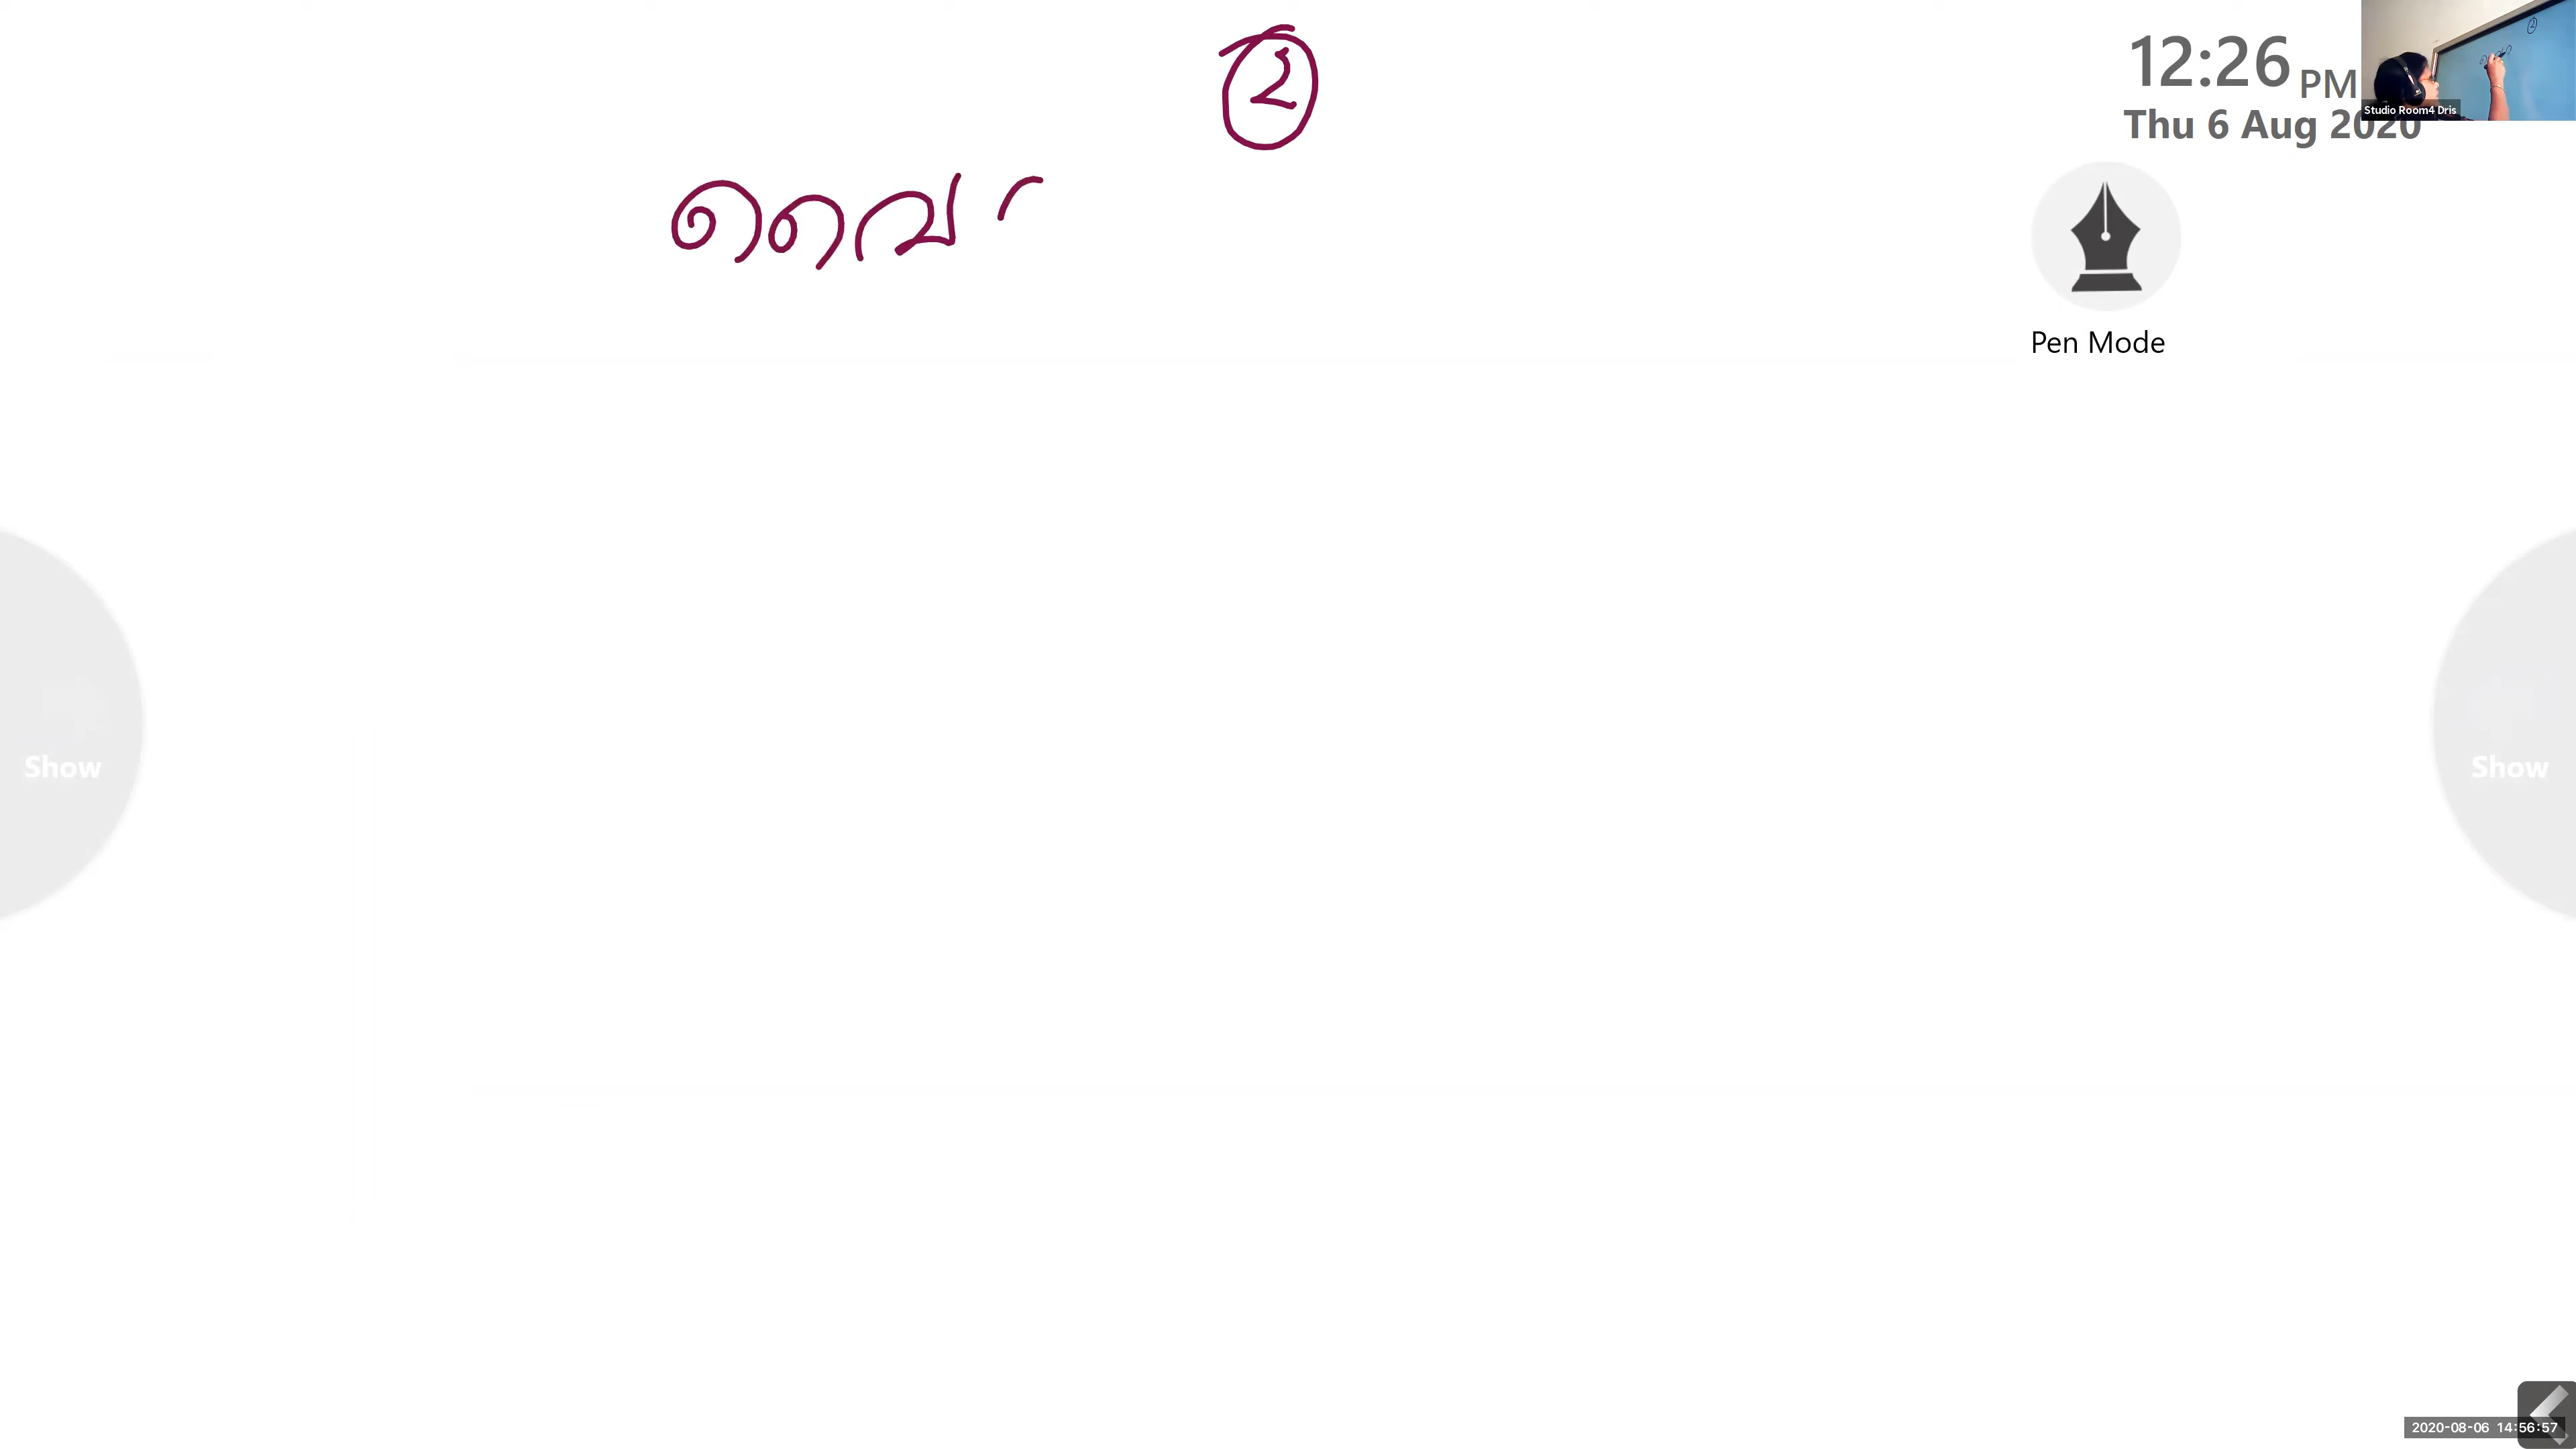 2
12:26 PM
Studio Room4 Dris
Thu 6 Aug 2020
വൈ
Pen Mode
Show
Show
2020-08-06 14:56:57